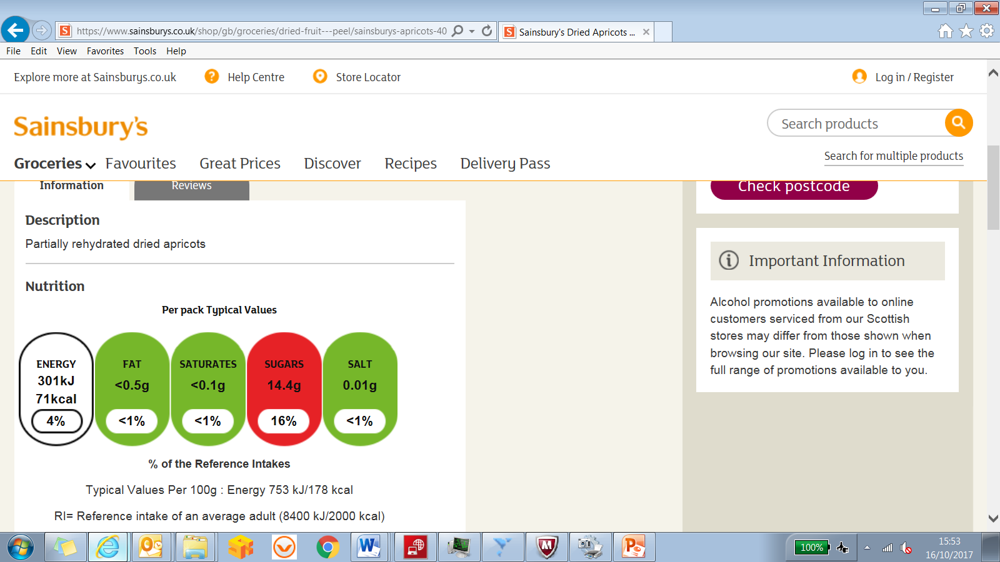 https://www.sainsburys.co.uk/shop/gb/groceries/dried-fruit---peel/sainsburys-apricots-40
Sainsbury's Dried Apricots ...
File Edit View Favorites Tools Help
Explore more at Sainsburys.co.uk Help Centre Store Locator Log in / Register
Sainsbury's
Search products
Groceries Favourites Great Prices Discover Recipes Delivery Pass
Search for multiple products
Information Reviews
Check postcode
Description
Partially rehydrated dried apricots
Nutrition
Per pack Typical Values
ENERGY FAT SATURATES SUGARS SALT
301kJ <0.5g <0.1g 14.4g 0.01g
71kcal
4% <1% <1% 16% <1%
% of the Reference Intakes
Typical Values Per 100g : Energy 753 kJ/178 kcal
RI= Reference intake of an average adult (8400 kJ/2000 kcal)
Important Information
Alcohol promotions available to online
customers serviced from our Scottish
stores may differ from those shown when
browsing our site. Please log in to see the
full range of promotions available to you.
100%
15:53
16/10/2017